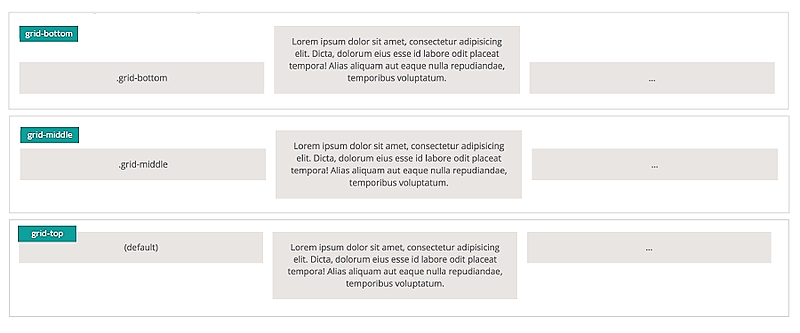 grid-bottom
.grid-bottom
Lorem ipsum dolor sit amet, consectetur adipisicing
elit. Dicta, dolorum eius esse id labore odit placeat
tempora! Alias aliquam aut eaque nulla repudiandae,
temporibus voluptatum.
...
grid-middle
.grid-middle
Lorem ipsum dolor sit amet, consectetur adipisicing
elit. Dicta, dolorum eius esse id labore odit placeat
tempora! Alias aliquam aut eaque nulla repudiandae,
temporibus voluptatum.
...
grid-top
(default)
Lorem ipsum dolor sit amet, consectetur adipisicing
elit. Dicta, dolorum eius esse id labore odit placeat
tempora! Alias aliquam aut eaque nulla repudiandae,
temporibus voluptatum.
...